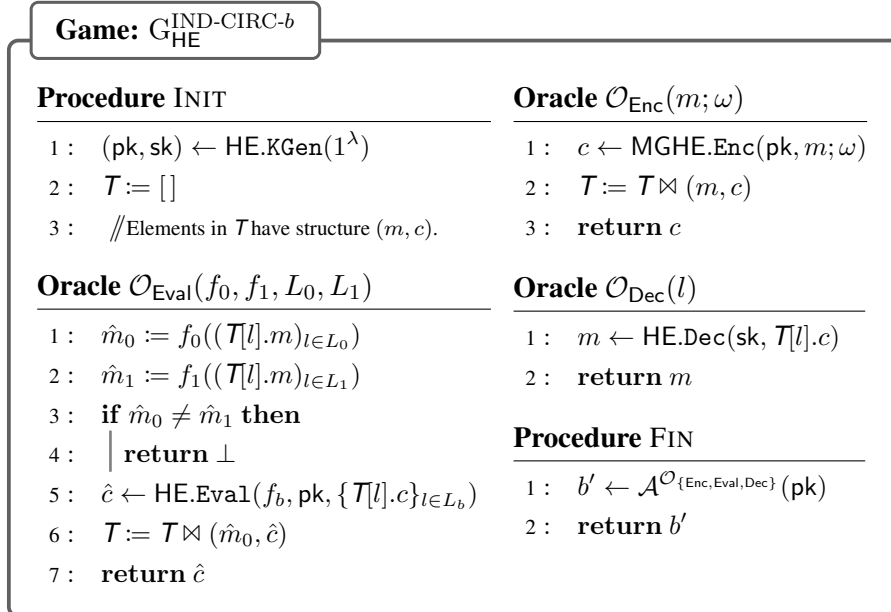 Game: G_HE^IND-CIRC-b
Procedure INIT
1 : (pk, sk) ← HE.KGen(1^λ)
2 : T := [ ]
3 : // Elements in T have structure (m, c).
Oracle O_Eval(f_0, f_1, L_0, L_1)
1 : m̂_0 := f_0((T[l].m)_{l∈L_0})
2 : m̂_1 := f_1((T[l].m)_{l∈L_1})
3 : if m̂_0 ≠ m̂_1 then
4 : return ⊥
5 : ĉ ← HE.Eval(f_b, pk, {T[l].c}_{l∈L_b})
6 : T := T ⋈ (m̂_0, ĉ)
7 : return ĉ
Oracle O_Enc(m; ω)
1 : c ← MGHE.Enc(pk, m; ω)
2 : T := T ⋈ (m, c)
3 : return c
Oracle O_Dec(l)
1 : m ← HE.Dec(sk, T[l].c)
2 : return m
Procedure FIN
1 : b′ ← A^{O_{Enc,Eval,Dec}}(pk)
2 : return b′